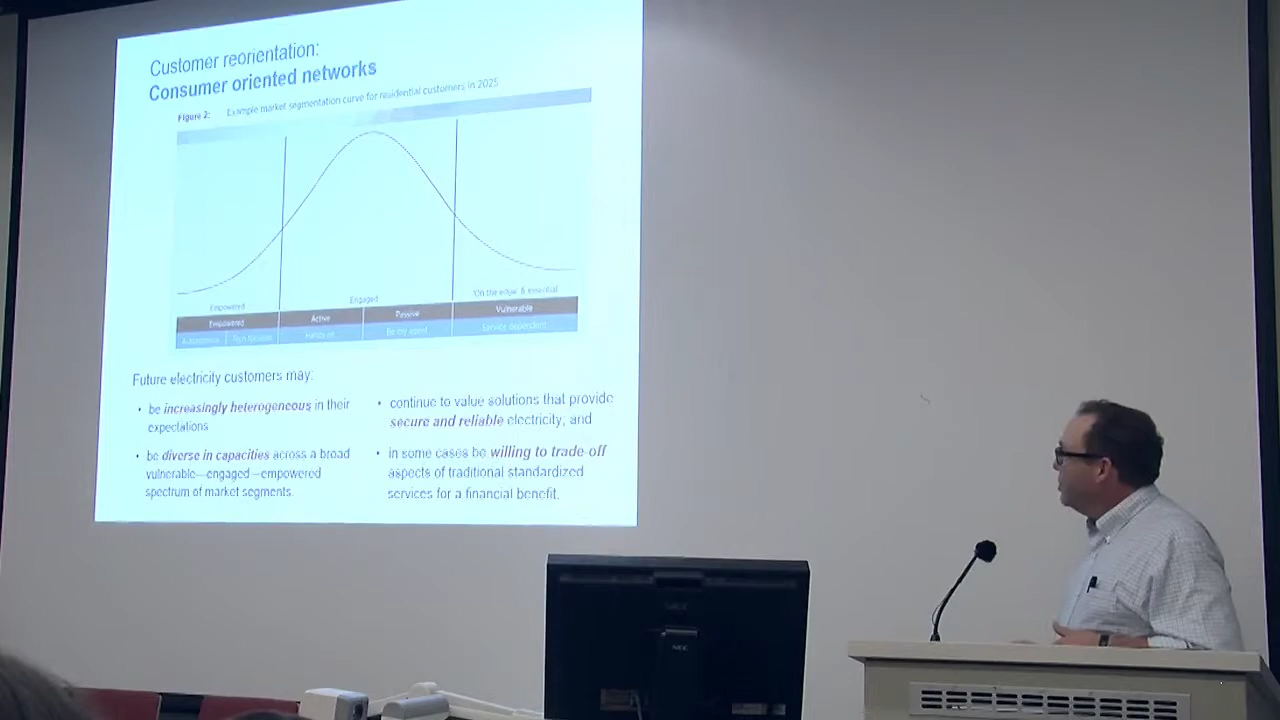 Customer reorientation:
Consumer oriented networks
Figure 2: Example market segmentation curve for residential customers in 2025
Empowered
Engaged
'On the edge' & essential
Empowered
Active
Passive
Vulnerable
Autonomous
Tech focused
Hands on
Be my agent
Service dependent
Future electricity customers may:
• be increasingly heterogeneous in their
expectations
• be diverse in capacities across a broad
vulnerable—engaged –empowered
spectrum of market segments.
• continue to value solutions that provide
secure and reliable electricity; and
• in some cases be willing to trade-off
aspects of traditional standardized
services for a financial benefit.
NEC